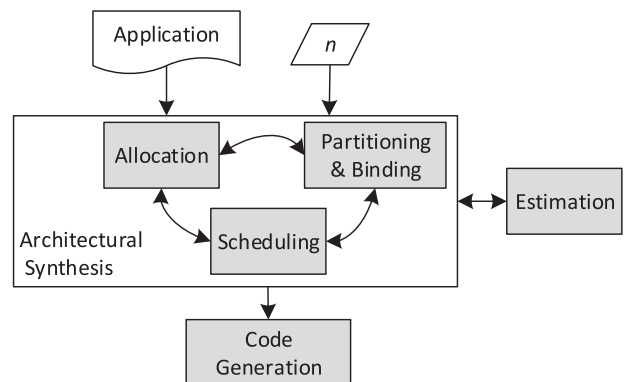 Application
n
Allocation
Partitioning
& Binding
Estimation
Scheduling
Architectural
Synthesis
Code
Generation